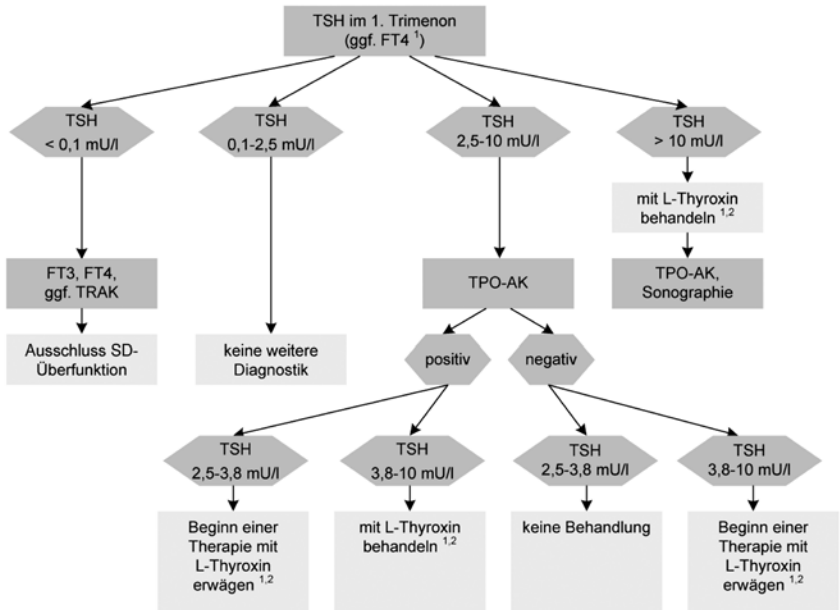 TSH im 1. Trimenon
(ggf. FT4 ¹)
TSH
< 0,1 mU/l
TSH
0,1-2,5 mU/l
TSH
2,5-10 mU/l
TSH
> 10 mU/l
mit L-Thyroxin
behandeln ¹,²
FT3, FT4,
ggf. TRAK
TPO-AK
TPO-AK,
Sonographie
Ausschluss SD-
Überfunktion
keine weitere
Diagnostik
positiv
negativ
TSH
2,5-3,8 mU/l
TSH
3,8-10 mU/l
TSH
2,5-3,8 mU/l
TSH
3,8-10 mU/l
Beginn einer
Therapie mit
L-Thyroxin
erwägen ¹,²
mit L-Thyroxin
behandeln ¹,²
keine Behandlung
Beginn einer
Therapie mit
L-Thyroxin
erwägen ¹,²